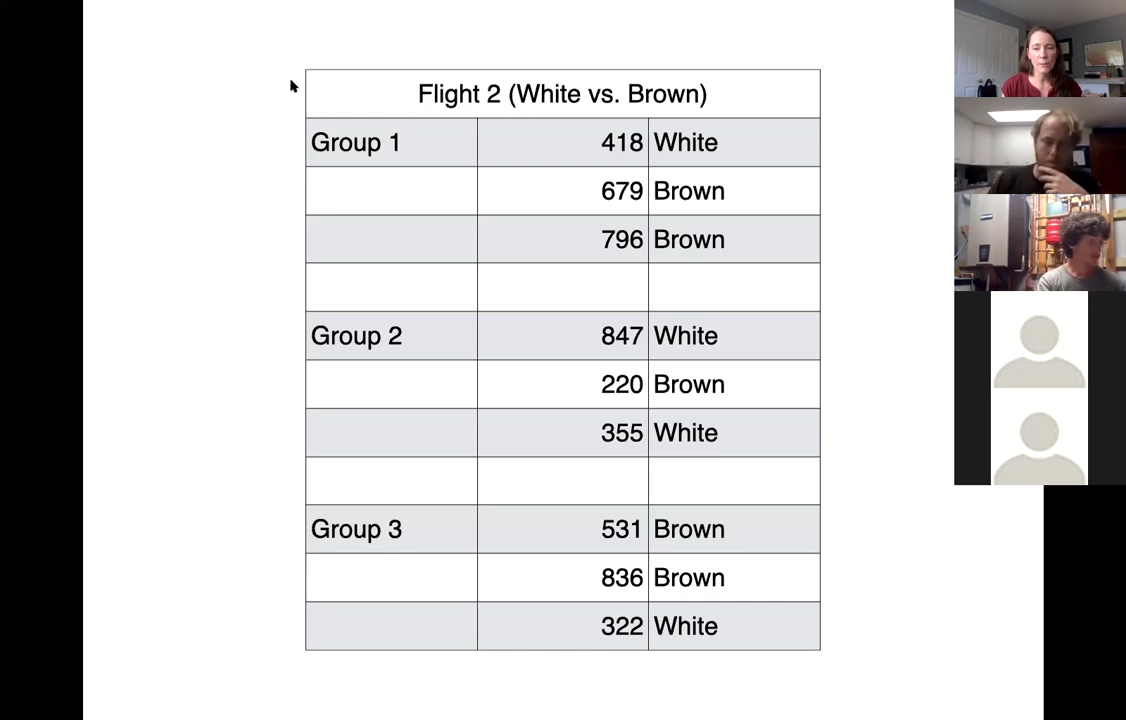 Flight 2 (White vs. Brown)
Group 1 418 White
679 Brown
796 Brown
Group 2 847 White
220 Brown
355 White
Group 3 531 Brown
836 Brown
322 White